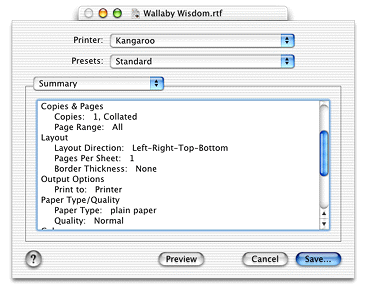 Wallaby Wisdom.rtf
Printer: Kangaroo
Presets: Standard
Summary
Copies & Pages
Copies: 1, Collated
Page Range: All
Layout
Layout Direction: Left-Right-Top-Bottom
Pages Per Sheet: 1
Border Thickness: None
Output Options
Print to: Printer
Paper Type/Quality
Paper Type: plain paper
Quality: Normal
? Preview Cancel Save...